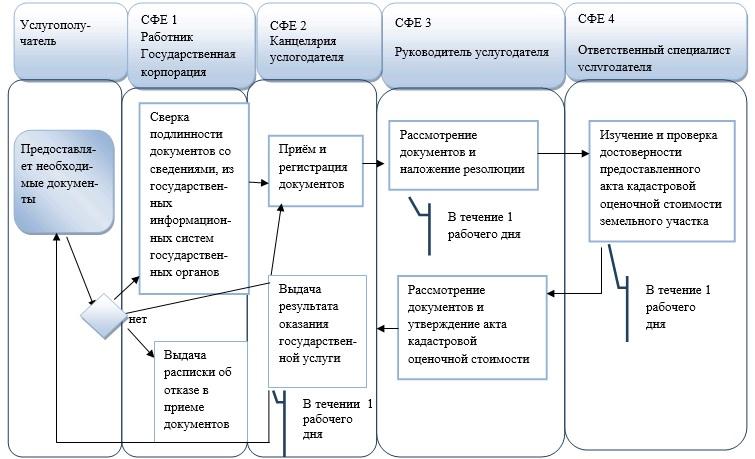 Услугополу-
чатель
СФЕ 1
Работник
Государственная
корпорация
СФЕ 2
Канцелярия
услогодателя
СФЕ 3
Руководитель услугодателя
СФЕ 4
Ответственный специалист
услугодателя
Предоставля-
ет необходи-
мые докумен-
ты
Сверка
подлинности
документов со
сведениями, из
государствен-
ных
информацион-
ных систем
государствен-
ных органов
Приём и
регистрация
документов
Рассмотрение
документов и
наложение резолюции
Изучение и проверка
достоверности
предоставленного
акта кадастровой
оценочной стоимости
земельного участка
В течение 1
рабочего дня
нет
Выдача
расписки об
отказе в
приеме
документов
Выдача
результата
оказания
государствен-
ной услуги
Рассмотрение
документов и
утверждение акта
кадастровой
оценочной стоимости
В течение 1
рабочего
дня
В течении 1
рабочего
дня